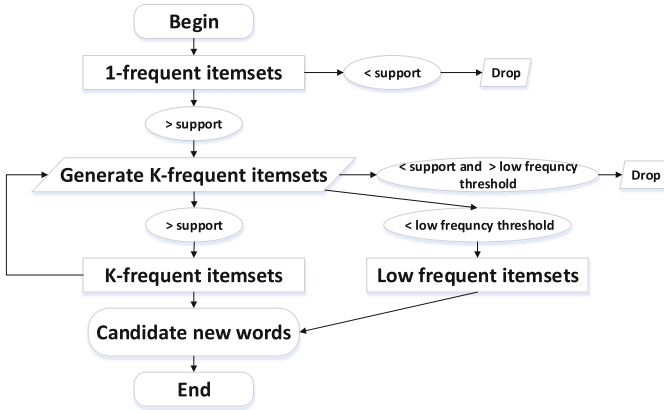 Begin
1-frequent itemsets
< support
Drop
> support
Generate K-frequent itemsets
< support and > low frequncy
threshold
Drop
> support
< low frequncy threshold
K-frequent itemsets
Low frequent itemsets
Candidate new words
End